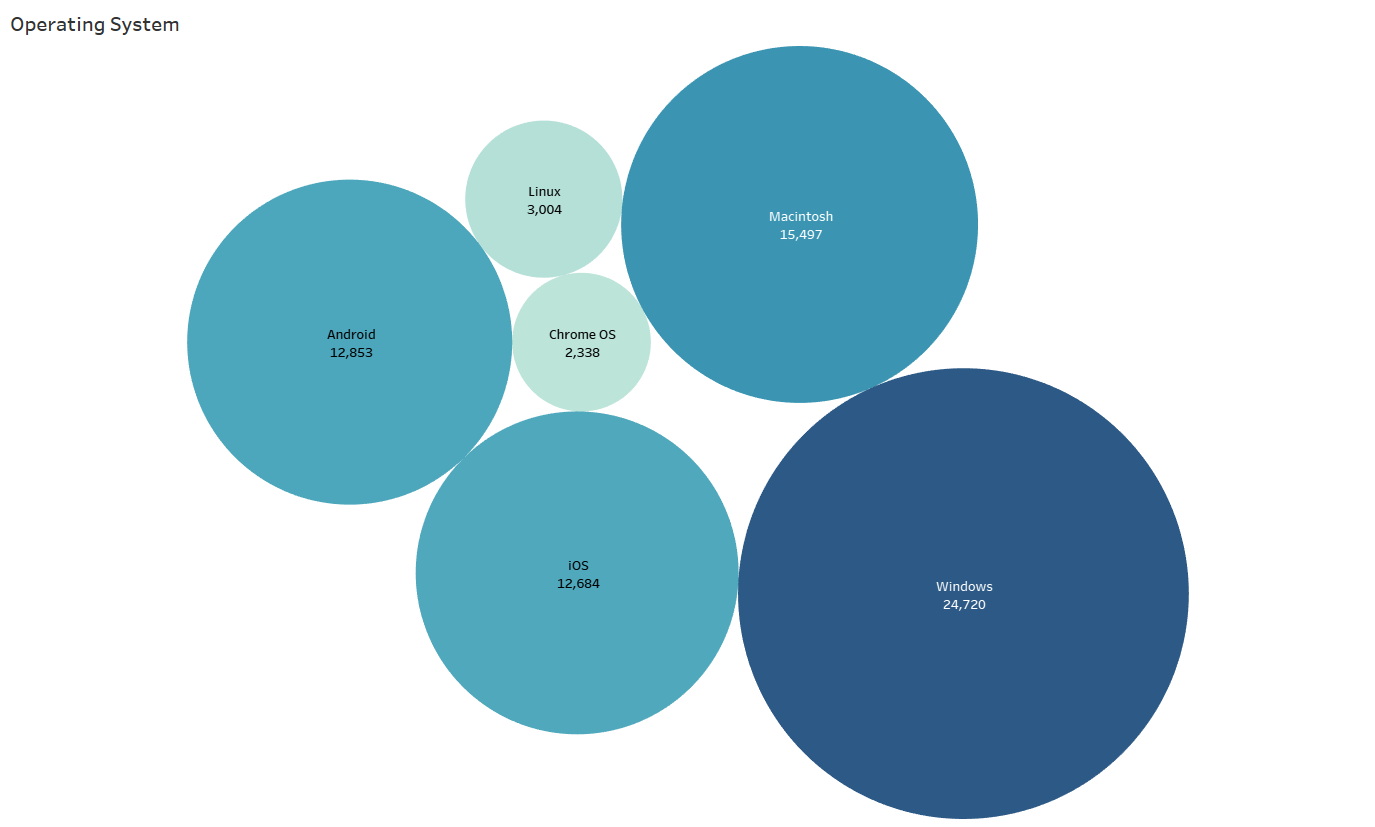 Operating System
Linux
3,004
Macintosh
15,497
Android
12,853
Chrome OS
2,338
iOS
12,684
Windows
24,720